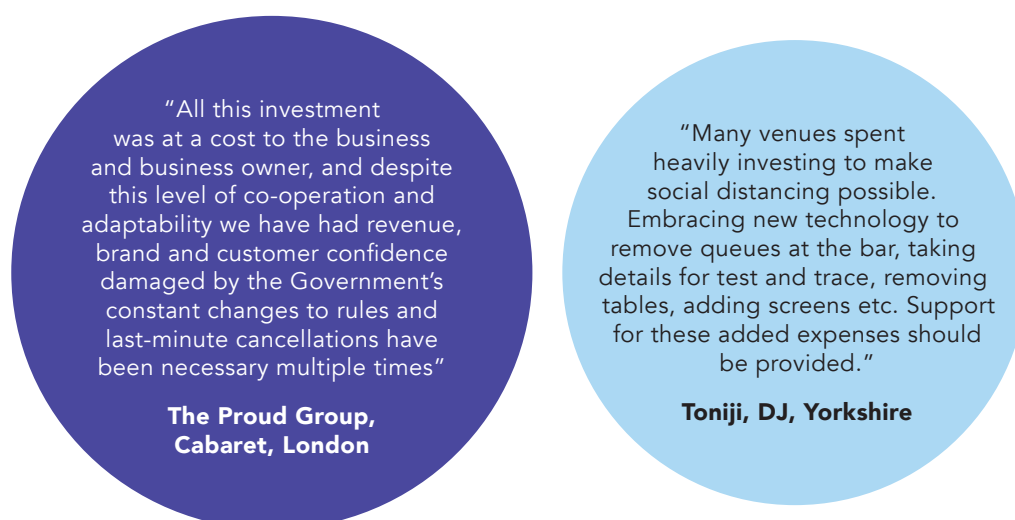 “All this investment
was at a cost to the business
and business owner, and despite
this level of co-operation and
adaptability we have had revenue,
brand and customer confidence
damaged by the Government’s
constant changes to rules and
last-minute cancellations have
been necessary multiple times”
The Proud Group,
Cabaret, London
“Many venues spent
heavily investing to make
social distancing possible.
Embracing new technology to
remove queues at the bar, taking
details for test and trace, removing
tables, adding screens etc. Support
for these added expenses should
be provided.”
Toniji, DJ, Yorkshire